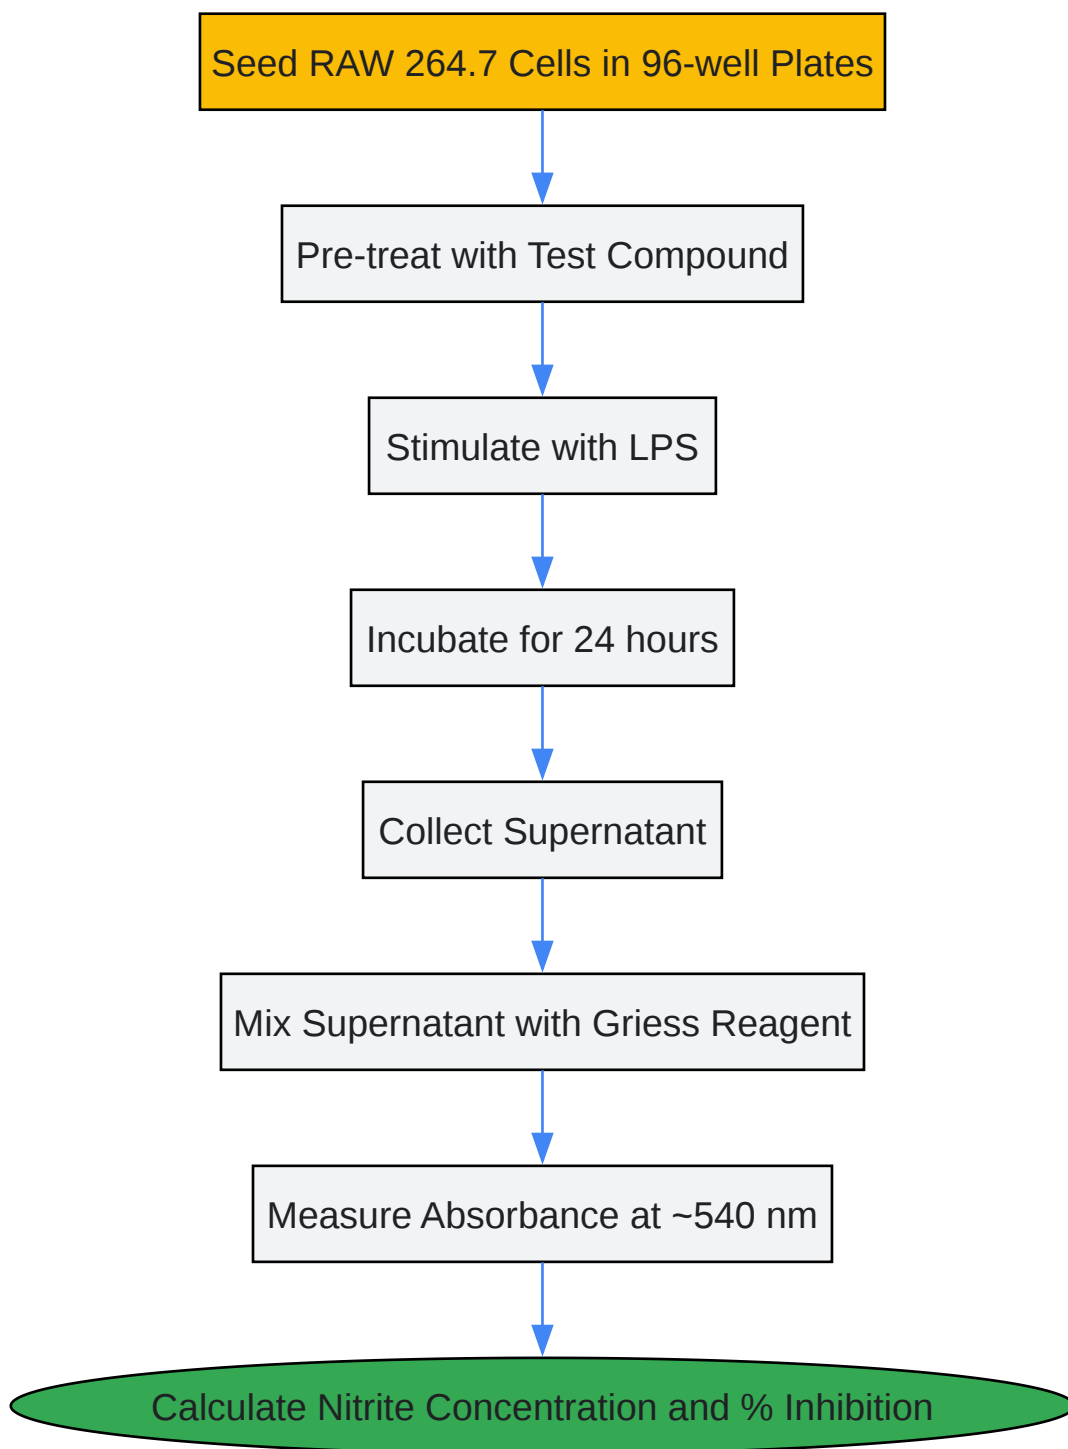 Seed RAW 264.7 Cells in 96-well Plates
Pre-treat with Test Compound
Stimulate with LPS
Incubate for 24 hours
Collect Supernatant
Mix Supernatant with Griess Reagent
Measure Absorbance at ~540 nm
Calculate Nitrite Concentration and % Inhibition